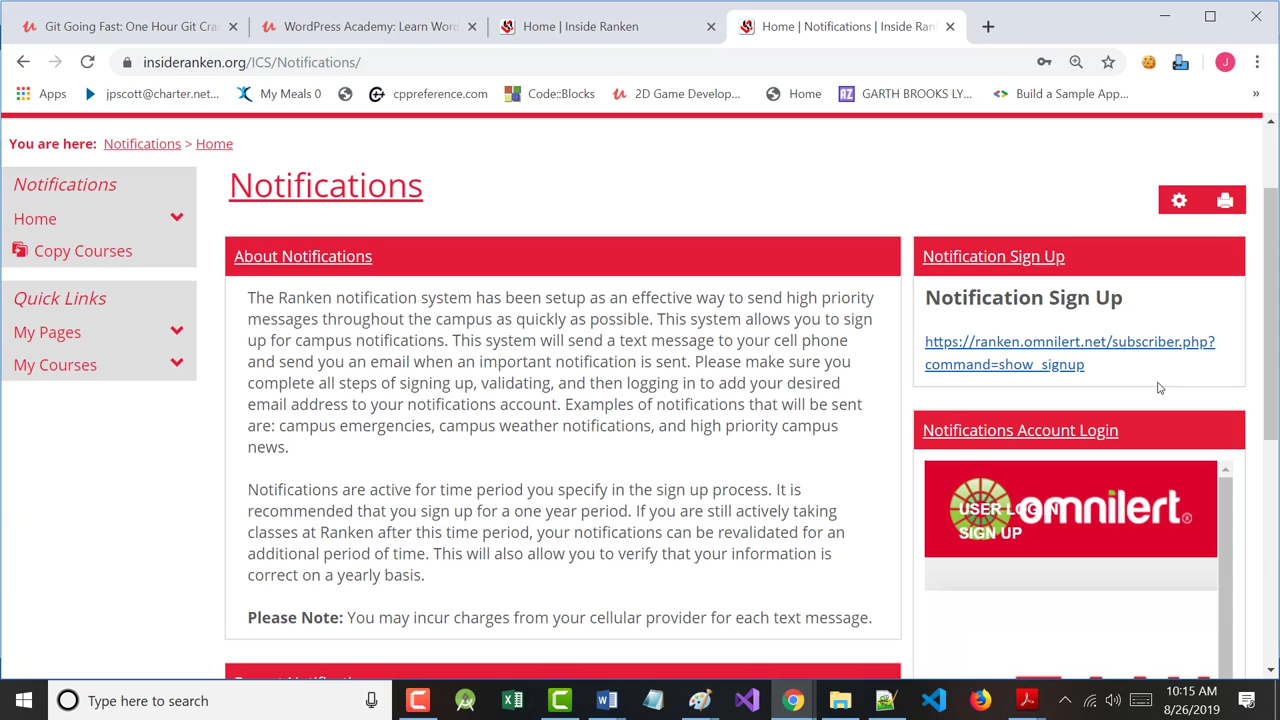 Git Going Fast: One Hour Git Cra
WordPress Academy: Learn Word
Home | Inside Ranken
Home | Notifications | Inside Ran
insideranken.org/ICS/Notifications/
J
Apps
jpscott@charter.net...
My Meals 0
cppreference.com
Code::Blocks
2D Game Develop...
Home
AZ
GARTH BROOKS LY...
Build a Sample App...
»
You are here: Notifications > Home
Notifications
Home
Copy Courses
Quick Links
My Pages
My Courses
Notifications
About Notifications
The Ranken notification system has been setup as an effective way to send high priority
messages throughout the campus as quickly as possible. This system allows you to sign
up for campus notifications. This system will send a text message to your cell phone
and send you an email when an important notification is sent. Please make sure you
complete all steps of signing up, validating, and then logging in to add your desired
email address to your notifications account. Examples of notifications that will be sent
are: campus emergencies, campus weather notifications, and high priority campus
news.
Notifications are active for time period you specify in the sign up process. It is
recommended that you sign up for a one year period. If you are still actively taking
classes at Ranken after this time period, your notifications can be revalidated for an
additional period of time. This will also allow you to verify that your information is
correct on a yearly basis.
Please Note: You may incur charges from your cellular provider for each text message.
Notification Sign Up
Notification Sign Up
https://ranken.omnilert.net/subscriber.php?
command=show_signup
Notifications Account Login
omnilert®
USER LOGIN
SIGN UP
Type here to search
10:15 AM
8/26/2019